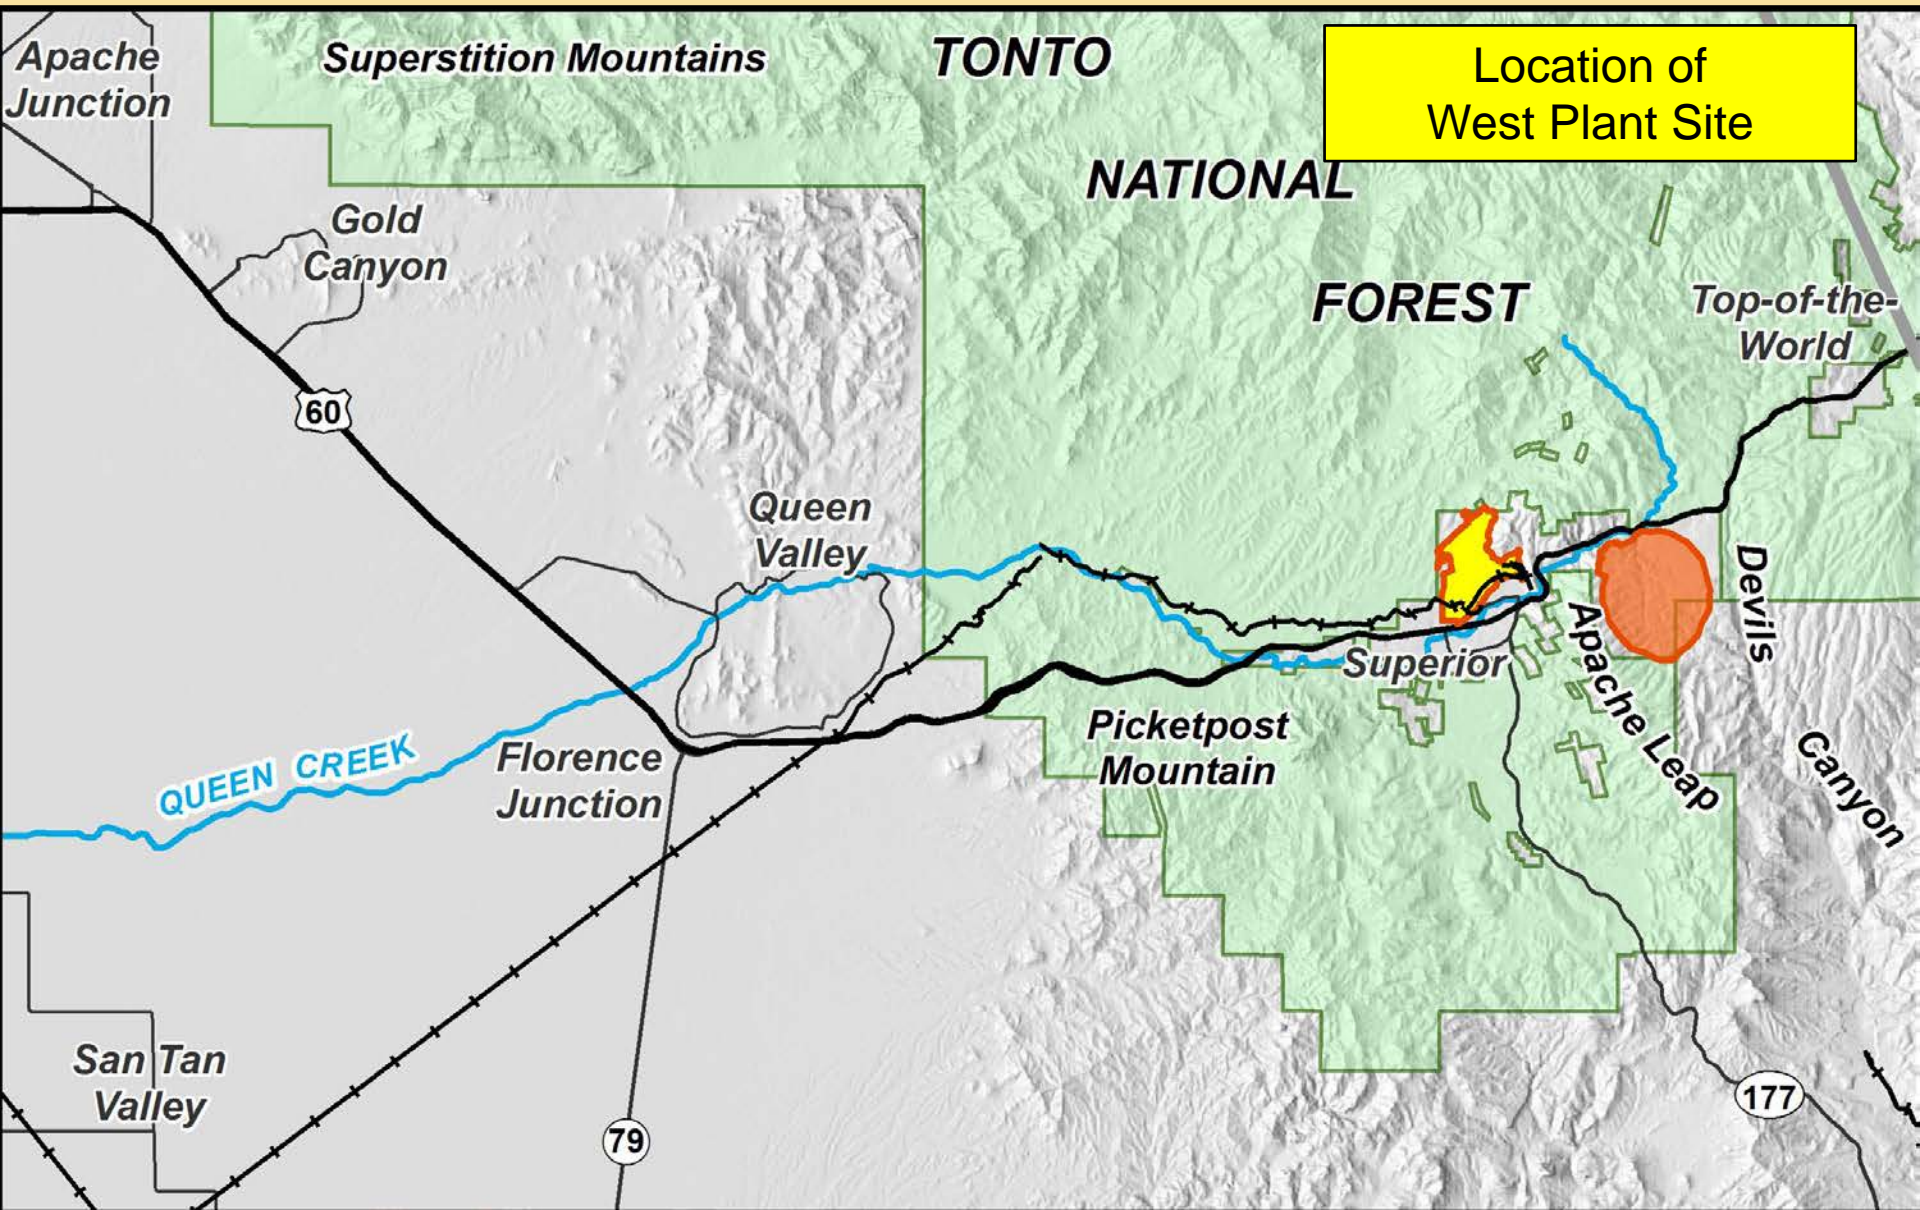 Location of
West Plant Site
Apache
Junction
Superstition Mountains
TONTO
NATIONAL
FOREST
Gold
Canyon
Top-of-the-
World
60
Queen
Valley
Devils
Canyon
Apache Leap
Superior
Picketpost
Mountain
QUEEN CREEK
Florence
Junction
San Tan
Valley
79
177